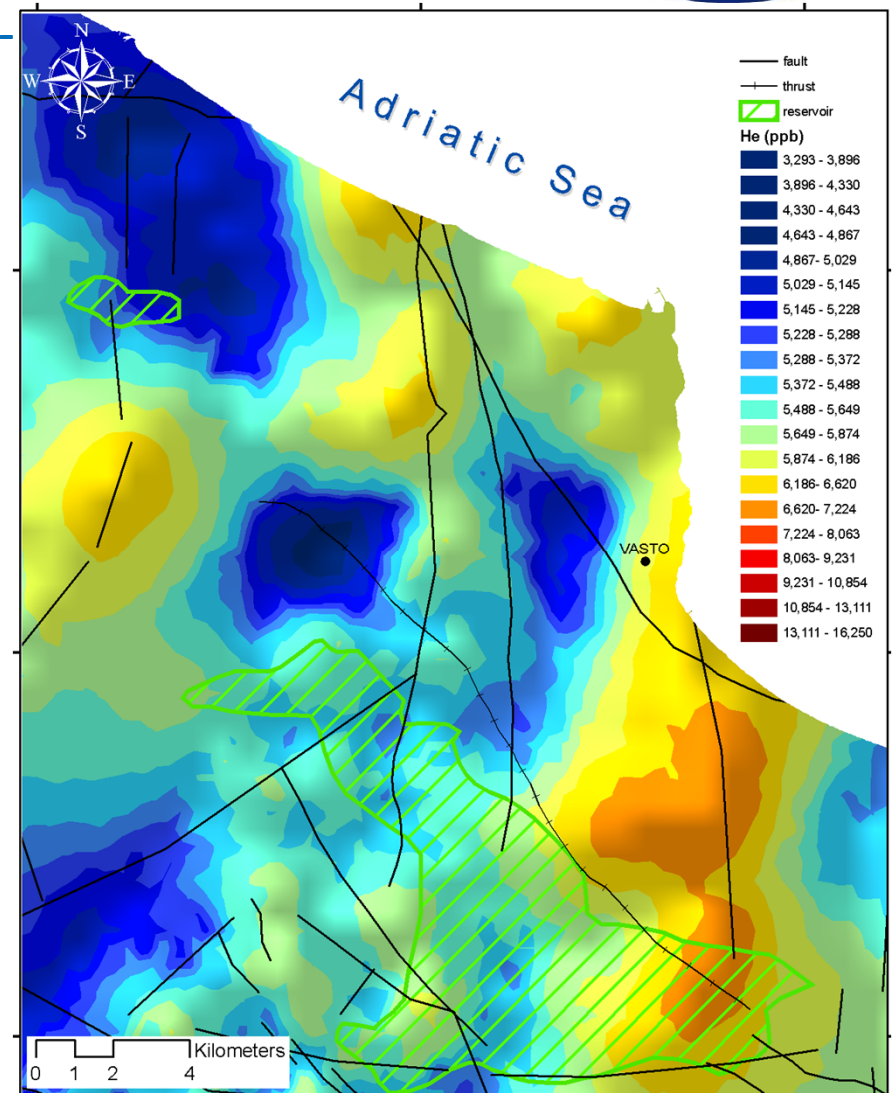 N
W E
S
Adriatic Sea
fault
thrust
reservoir
He (ppb)
3,293 - 3,896
3,896 - 4,330
4,330 - 4,643
4,643 - 4,867
4,867- 5,029
5,029 - 5,145
5,145 - 5,228
5,228 - 5,288
5,288 - 5,372
5,372 - 5,488
5,488 - 5,649
5,649 - 5,874
5,874 - 6,186
6,186- 6,620
6,620- 7,224
7,224 - 8,063
8,063- 9,231
9,231 - 10,854
10,854 - 13,111
13,111 - 16,250
VASTO
Kilometers
0 1 2 4